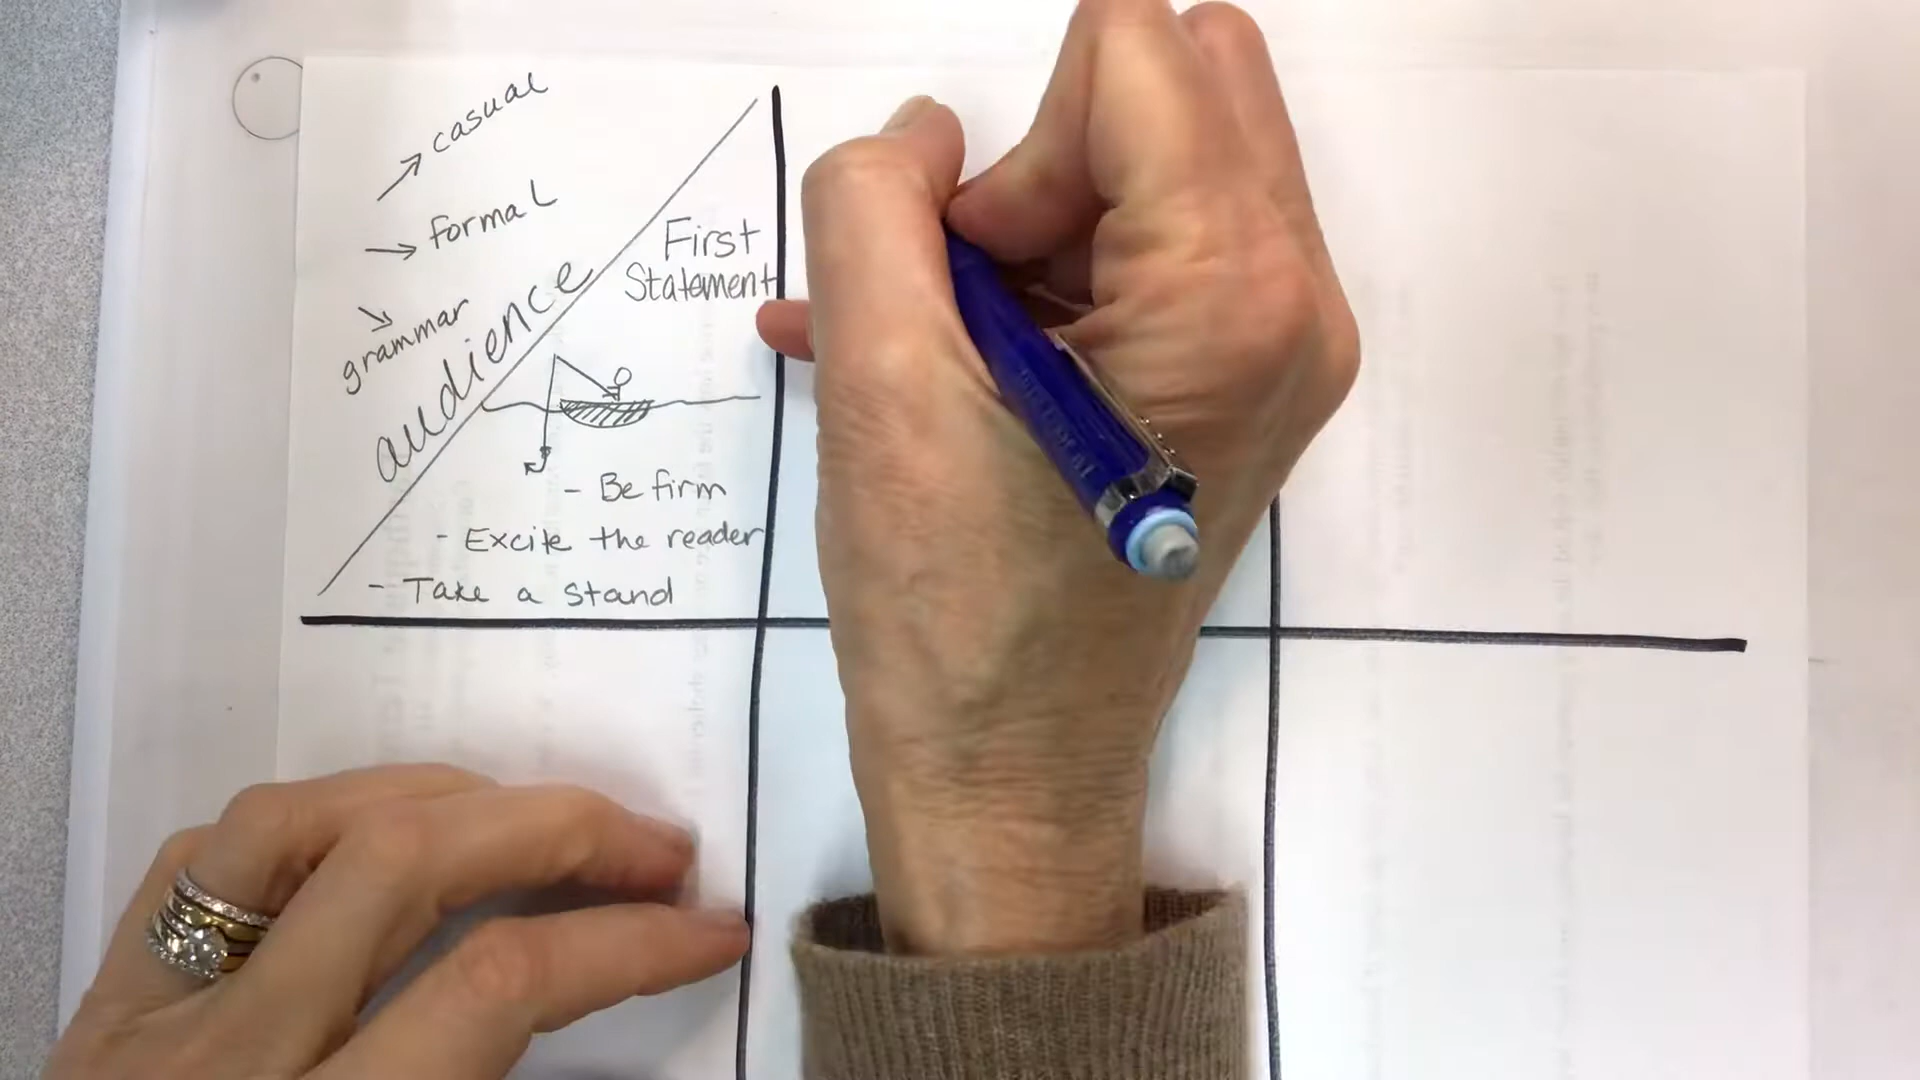 casual
formal
grammar
audience
First
Statement
- Be firm
- Excite the reader
- Take a stand